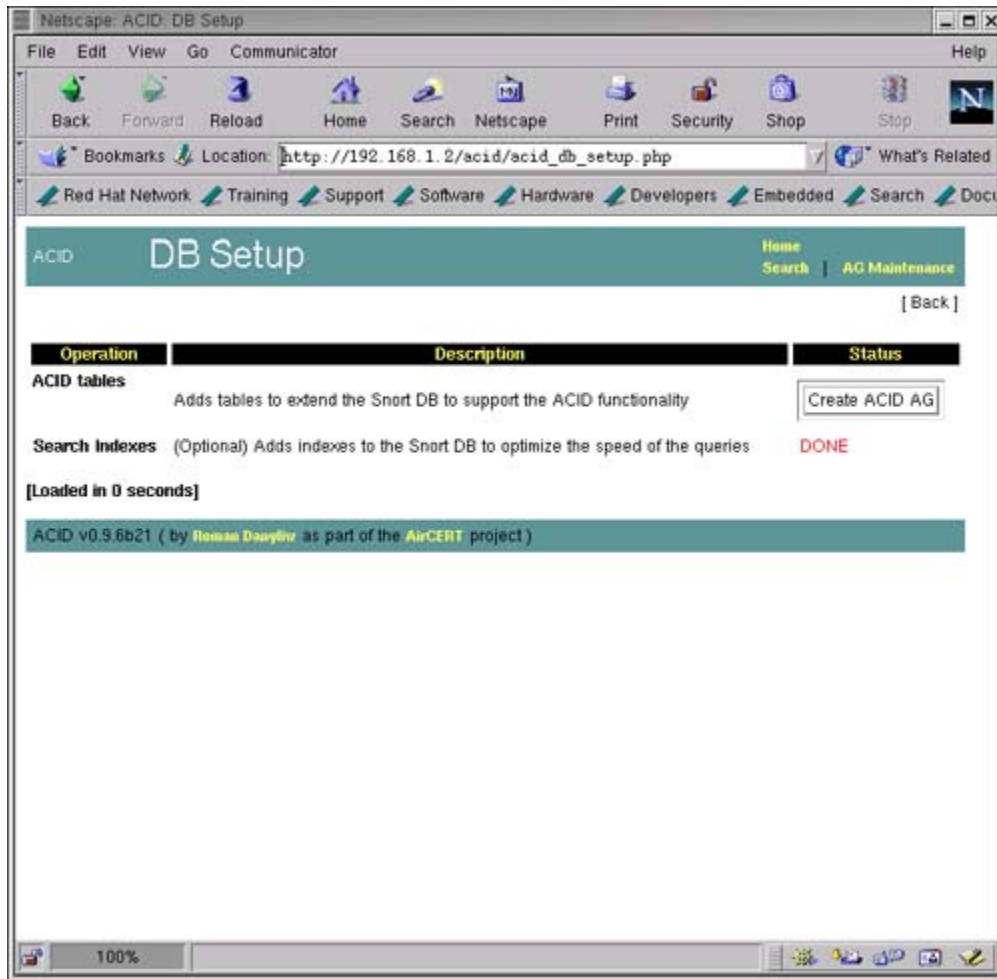 Netscape: ACID: DB Setup
File Edit View Go Communicator Help
Back Forward Reload Home Search Netscape Print Security Shop Stop N
Bookmarks Location: http://192.168.1.2/acid/acid_db_setup.php What's Related
Red Hat Network Training Support Software Hardware Developers Embedded Search Docu
ACID DB Setup
Home
Search | AG Maintenance
[ Back ]
Operation Description Status
ACID tables
Adds tables to extend the Snort DB to support the ACID functionality Create ACID AG
Search Indexes (Optional) Adds indexes to the Snort DB to optimize the speed of the queries DONE
[Loaded in 0 seconds]
ACID v0.9.6b21 ( by Roman Danyliw as part of the AirCERT project )
100%